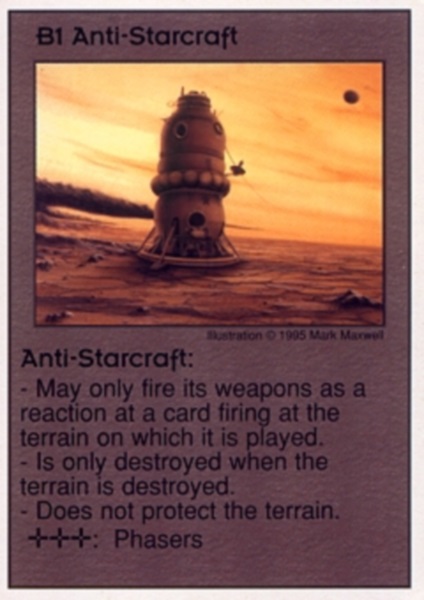 B1 Anti-Starcraft
Illustration © 1995 Mark Maxwell
Anti-Starcraft:
- May only fire its weapons as a
reaction at a card firing at the
terrain on which it is played.
- Is only destroyed when the
terrain is destroyed.
- Does not protect the terrain.
✛✛✛: Phasers